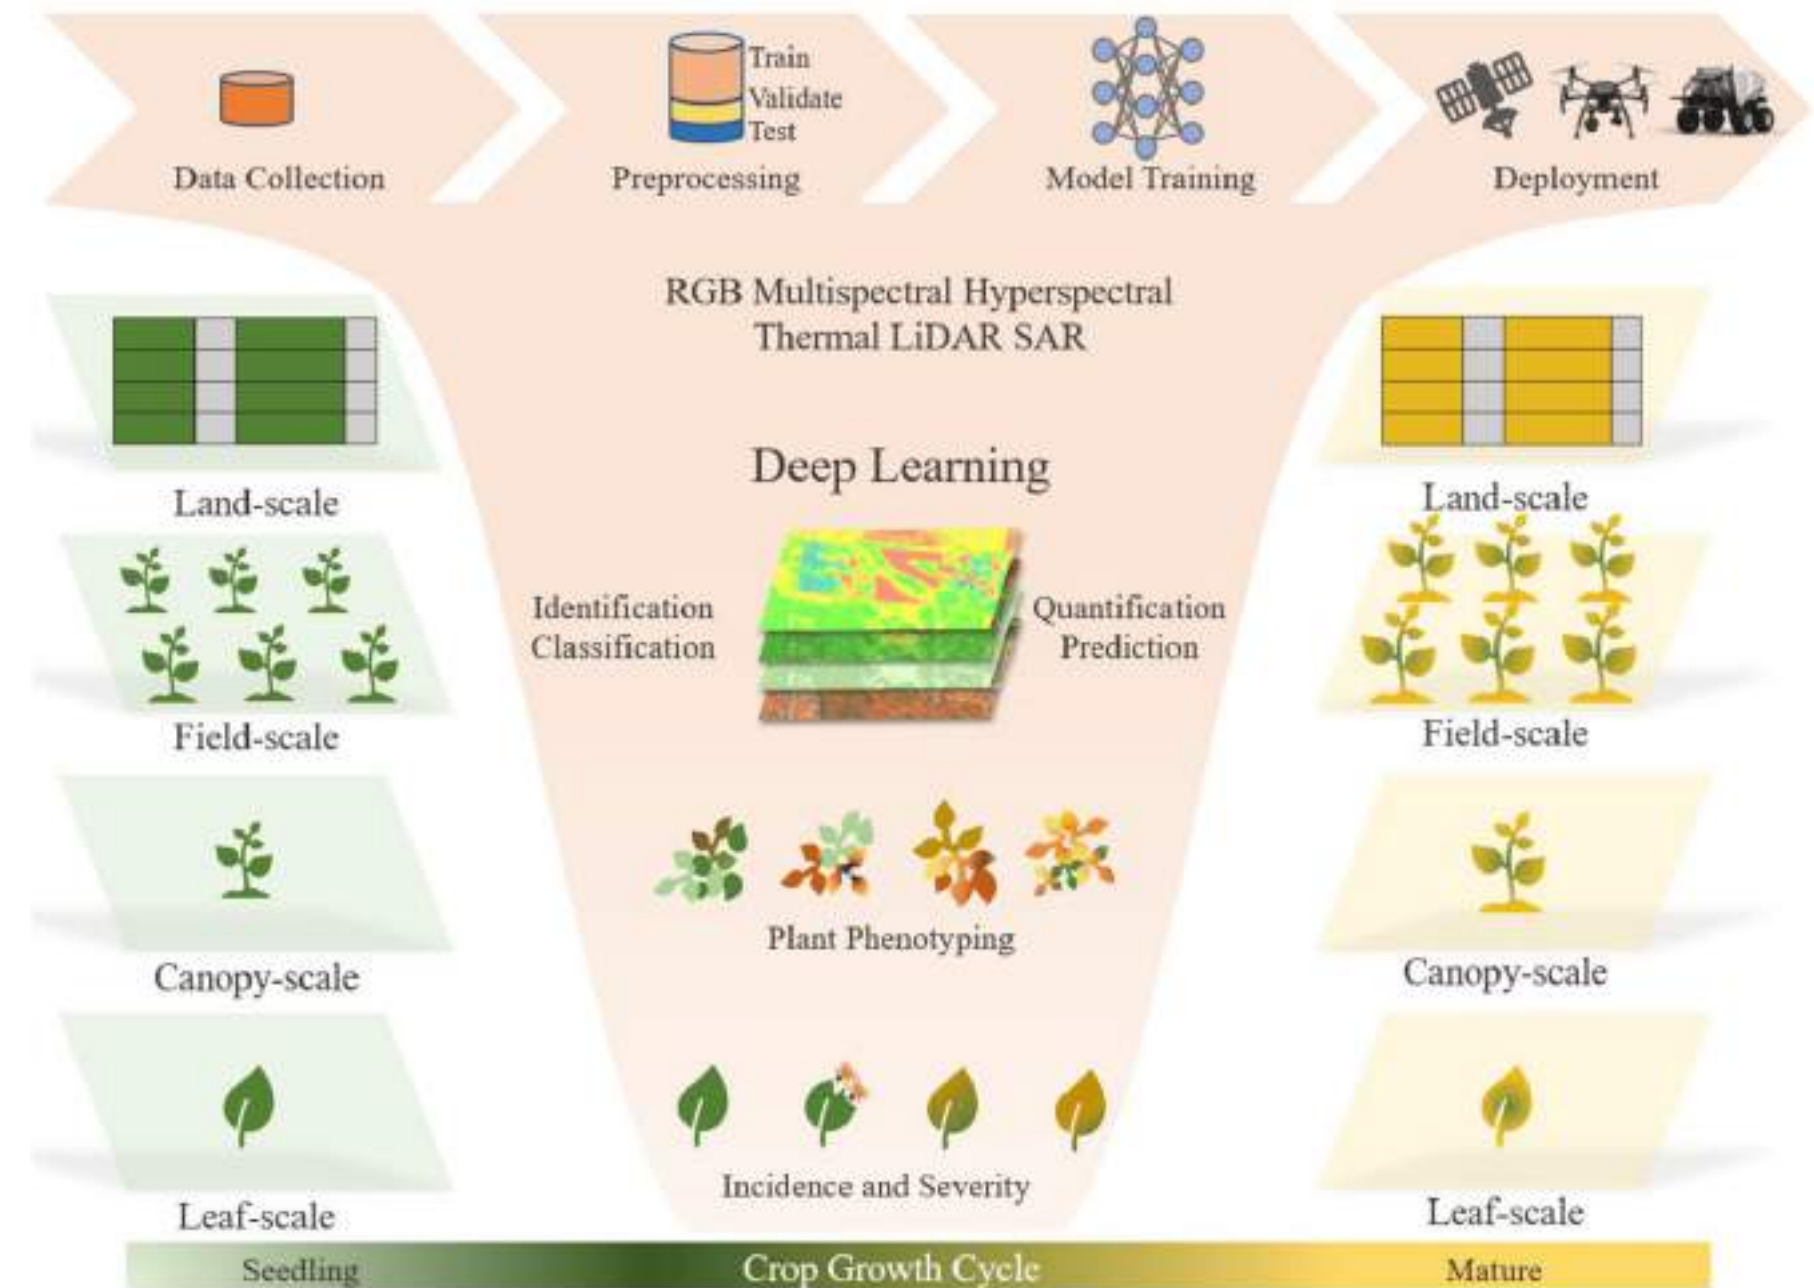 Train
Validate
Test
Data Collection
Preprocessing
Model Training
Deployment
RGB Multispectral Hyperspectral
Thermal LiDAR SAR
Deep Learning
Identification
Classification
Quantification
Prediction
Plant Phenotyping
Incidence and Severity
Land-scale
Field-scale
Canopy-scale
Leaf-scale
Land-scale
Field-scale
Canopy-scale
Leaf-scale
Seedling
Crop Growth Cycle
Mature